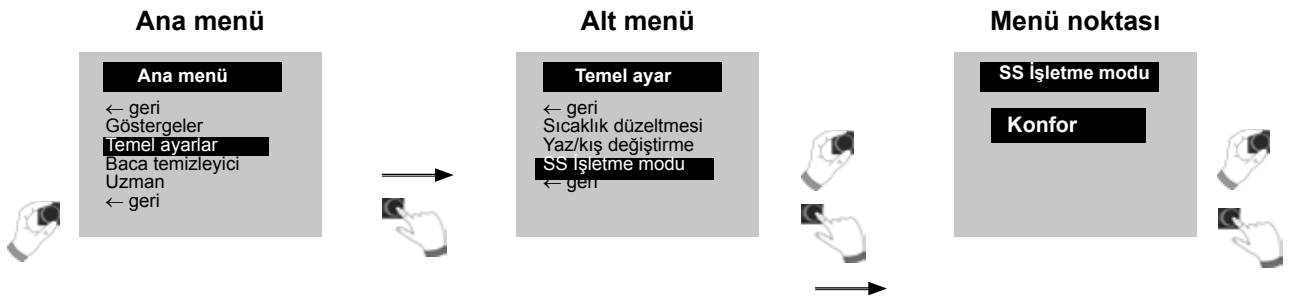 Ana menü
Ana menü
← geri
Göstergeler
Temel ayarlar
Baca temizleyici
Uzman
← geri
Alt menü
Temel ayar
← geri
Sıcaklık düzeltmesi
Yaz/kış değiştirme
SS İşletme modu
← geri
Menü noktası
SS İşletme modu
Konfor